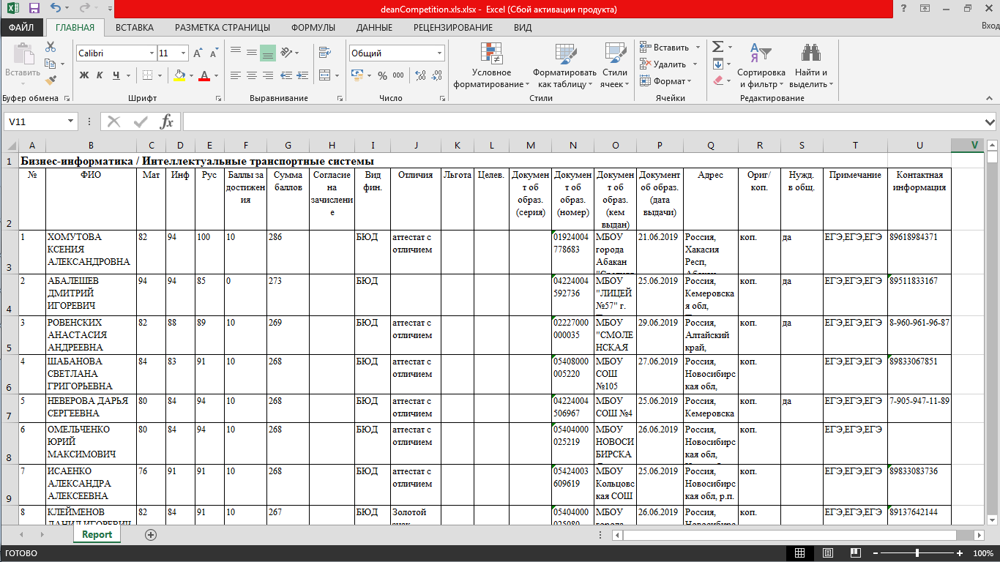 deanCompetition.xls.xlsx - Excel (Сбой активации продукта)
ФАЙЛ ГЛАВНАЯ ВСТАВКА РАЗМЕТКА СТРАНИЦЫ ФОРМУЛЫ ДАННЫЕ РЕЦЕНЗИРОВАНИЕ ВИД Вход
Вставить
Calibri 11
Ж К Ч
Общий
% 000
Условное форматирование
Форматировать как таблицу
Стили ячеек
Вставить
Удалить
Формат
Сортировка и фильтр
Найти и выделить
Буфер обмена Шрифт Выравнивание Число Стили Ячейки Редактирование
V11
A B C D E F G H I J K L M N O P Q R S T U V
1 Бизнес-информатика / Интеллектуальные транспортные системы
2 № ФИО Мат Инф Рус Баллы за достижения Сумма баллов Согласие на зачисление Вид фин. Отличия Льгота Целев. Документ об образ. (серия) Документ об образ. (номер) Документ об образ. (кем выдан) Документ об образ. (дата выдачи) Адрес Ориг/коп. Нужд. в общ. Примечание Контактная информация
3 1 ХОМУТОВА КСЕНИЯ АЛЕКСАНДРОВНА 82 94 100 10 286 БЮД аттестат с отличием 01924004778683 МБОУ города Абакан 21.06.2019 Россия, Хакасия Респ, Абакан коп. да ЕГЭ,ЕГЭ,ЕГЭ 89618984371
4 2 АБАЛЕШЕВ ДМИТРИЙ ИГОРЕВИЧ 94 94 85 0 273 БЮД 04224004592736 МБОУ "ЛИЦЕЙ №57" г. 25.06.2019 Россия, Кемеровская обл, коп. да ЕГЭ,ЕГЭ,ЕГЭ 89511833167
5 3 РОВЕНСКИХ АНАСТАСИЯ АНДРЕЕВНА 82 88 89 10 269 БЮД аттестат с отличием 02227000000035 МБОУ "СМОЛЕНСКАЯ 29.06.2019 Россия, Алтайский край, коп. да ЕГЭ,ЕГЭ,ЕГЭ 8-960-961-96-87
6 4 ШАБАНОВА СВЕТЛАНА ГРИГОРЬЕВНА 84 83 91 10 268 БЮД аттестат с отличием 05408000005220 МБОУ СОШ №105 27.06.2019 Россия, Новосибирская обл, коп. ЕГЭ,ЕГЭ,ЕГЭ 89833067851
7 5 НЕВЕРОВА ДАРЬЯ СЕРГЕЕВНА 80 84 94 10 268 БЮД аттестат с отличием 04224004506967 МБОУ СОШ №4 25.06.2019 Россия, Кемеровска коп. да ЕГЭ,ЕГЭ,ЕГЭ 7-905-947-11-89
8 6 ОМЕЛЬЧЕНКО ЮРИЙ МАКСИМОВИЧ 80 84 94 10 268 БЮД аттестат с отличием 05404000025219 МБОУ НОВОСИБИРСКА 26.06.2019 Россия, Новосибирская обл, коп. ЕГЭ,ЕГЭ,ЕГЭ
9 7 ИСАЕНКО АЛЕКСАНДРА АЛЕКСЕЕВНА 76 91 91 10 268 БЮД аттестат с отличием 05424003609619 МБОУ Кольцовская СОШ 25.06.2019 Россия, Новосибирская обл, р.п. коп. ЕГЭ,ЕГЭ,ЕГЭ 89833083736
8 КЛЕЙМЕНОВ ДАНИЛ ИГОРЕВИЧ 82 84 91 10 267 БЮД Золотой знак 05404000025080 МБОУ города 26.06.2019 Россия, Новосибирс коп. ЕГЭ,ЕГЭ,ЕГЭ 89137642144
Report
ГОТОВО 100%